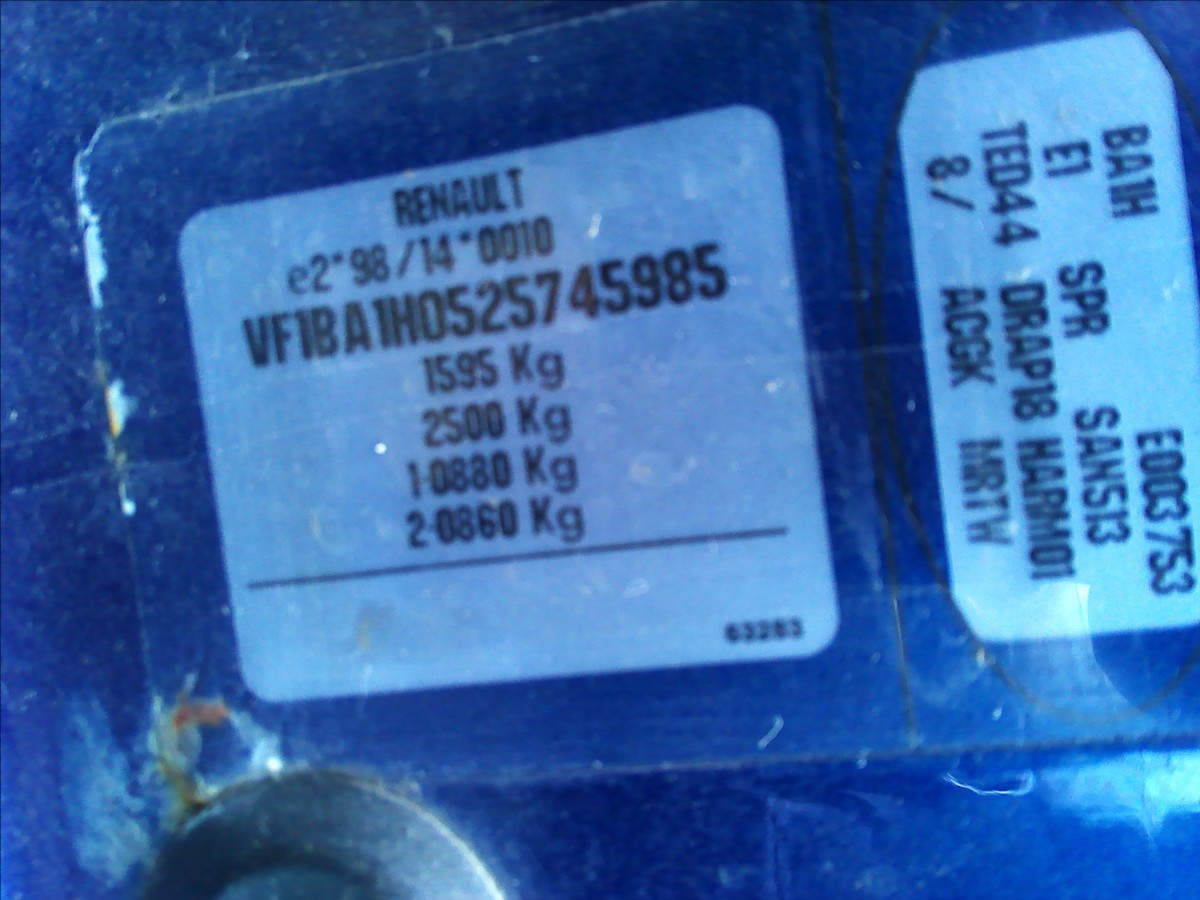 RENAULT
e2*98/14*0010
VF1BA1H0525745985
1595 Kg
2500 Kg
1-0880 Kg
2-0860 Kg
63283
E003753
BA1H SPR SAN513
E1
TED44 DRAP18 HARM01
8/ ACGK MRTW